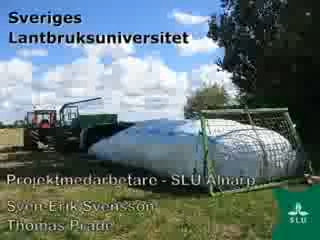 Sveriges
Lantbruksuniversitet
Projektmedarbetare - SLU Alnarp
Sven-Erik Svensson
Thomas Prade
SLU